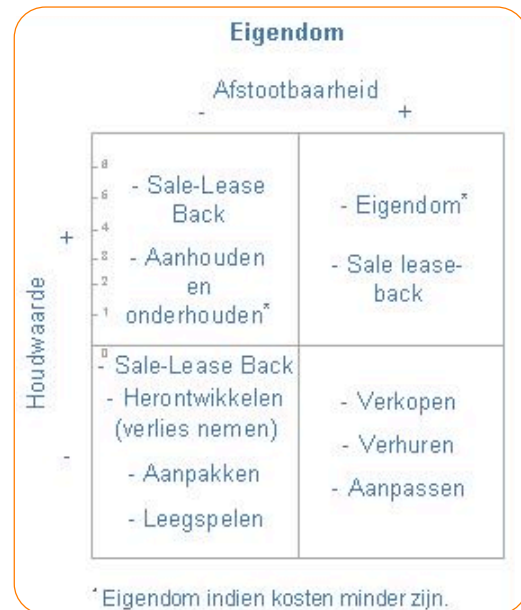 Eigendom
Afstootbaarheid
- +
Houdwaarde
+
-
8
6
4
3
2
1
0
- Sale-Lease
Back
- Aanhouden
en
onderhouden*
- Eigendom*
- Sale lease-
back
- Sale-Lease Back
- Herontwikkelen
(verlies nemen)
- Aanpakken
- Leegspelen
- Verkopen
- Verhuren
- Aanpassen
* Eigendom indien kosten minder zijn.